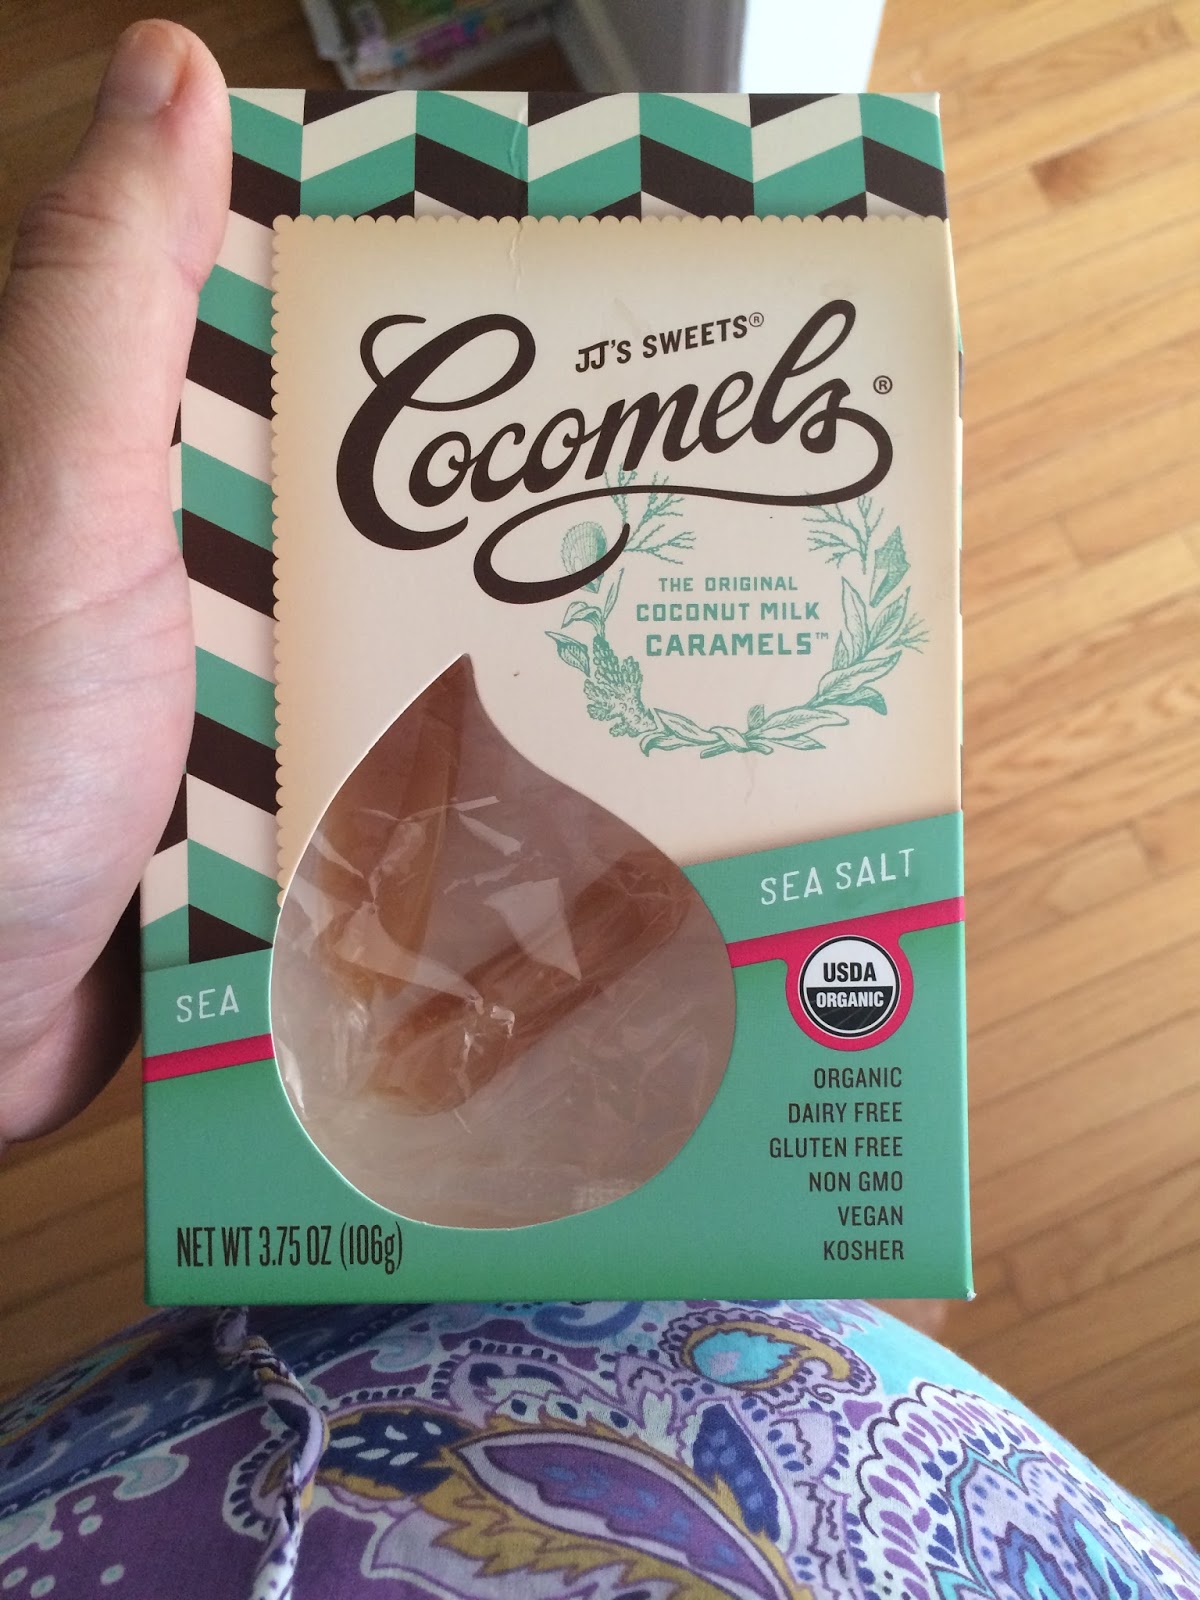 JJ'S SWEETS®
Cocomels®
THE ORIGINAL
COCONUT MILK
CARAMELS™
SEA SALT
SEA
USDA
ORGANIC
ORGANIC
DAIRY FREE
GLUTEN FREE
NON GMO
VEGAN
KOSHER
NET WT 3.75 OZ (106g)